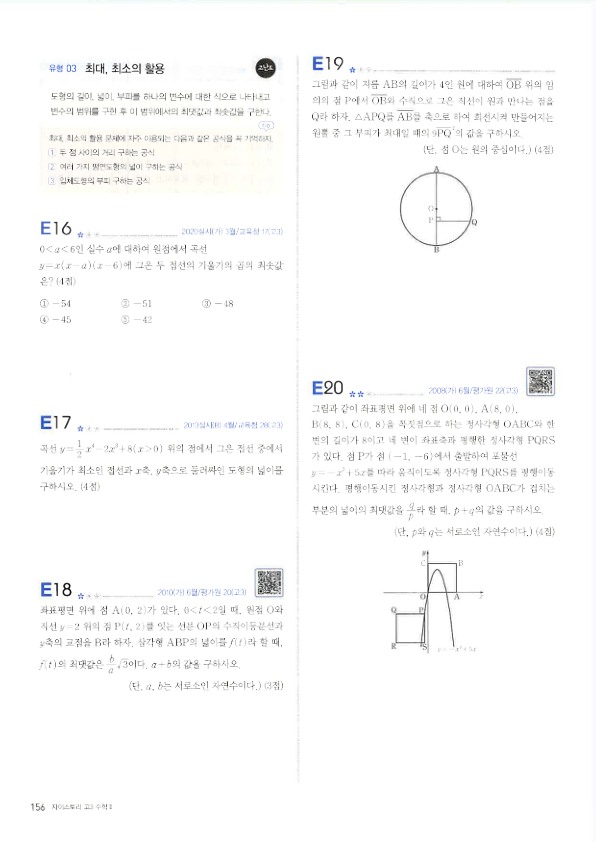 유형 03 최대, 최소의 활용
고난도
도형의 길이, 넓이, 부피를 하나의 변수에 대한 식으로 나타내고
변수의 범위를 구한 후 이 범위에서의 최댓값과 최솟값을 구한다.
최대, 최소의 활용 문제에 자주 이용되는 다음과 같은 공식을 꼭 기억하자.
① 두 점 사이의 거리 구하는 공식
② 여러 가지 평면도형의 넓이 구하는 공식
③ 입체도형의 부피 구하는 공식
E16
2020실시(가) 3월/교육청 17(고3)
0<a<6인 실수 a에 대하여 원점에서 곡선
y=x(x-a)(x-6)에 그은 두 접선의 기울기의 곱의 최솟값
은? (4점)
① -54 ② -51 ③ -48
④ -45 ⑤ -42
E17
2013실시(B) 4월/교육청 28(고3)
곡선 y=1/3 x⁴-2x³+8(x>0) 위의 점에서 그은 접선 중에서
기울기가 최소인 접선과 x축, y축으로 둘러싸인 도형의 넓이를
구하시오. (4점)
E18
2010(가) 6월/평가원 20(고3)
좌표평면 위에 점 A(0, 2)가 있다. 0<t<2일 때, 원점 O와
직선 y=2 위의 점 P(t, 2)를 잇는 선분 OP의 수직이등분선과
y축의 교점을 B라 하자. 삼각형 ABP의 넓이를 f(t)라 할 때,
f(t)의 최댓값은 b/a √3이다. a+b의 값을 구하시오.
(단, a, b는 서로소인 자연수이다.) (3점)
E19
그림과 같이 지름 AB의 길이가 4인 원에 대하여 OB 위의 임
의의 점 P에서 OB와 수직으로 그은 직선이 원과 만나는 점을
Q라 하자. △APQ를 AB를 축으로 하여 회전시켜 만들어지는
원뿔 중 그 부피가 최대일 때의 9PQ²의 값을 구하시오.
(단, 점 O는 원의 중심이다.) (4점)
A
O
P
Q
B
E20
2008(가) 6월/평가원 22(고3)
그림과 같이 좌표평면 위에 네 점 O(0, 0), A(8, 0),
B(8, 8), C(0, 8)을 꼭짓점으로 하는 정사각형 OABC와 한
변의 길이가 8이고 네 변이 좌표축과 평행한 정사각형 PQRS
가 있다. 점 P가 점 (-1, -6)에서 출발하여 포물선
y=-x²+5x를 따라 움직이도록 정사각형 PQRS를 평행이동
시킨다. 평행이동시킨 정사각형과 정사각형 OABC가 겹치는
부분의 넓이의 최댓값을 q/p라 할 때, p+q의 값을 구하시오.
(단, p와 q는 서로소인 자연수이다.) (4점)
y
C B
O A x
Q P
R S
y=-x²+5x
156 자이스토리 고3 수학Ⅱ